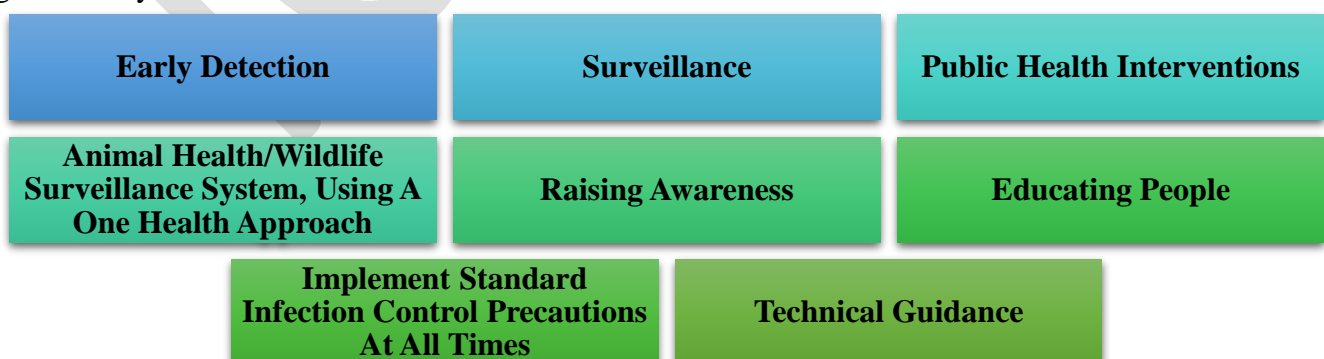 Early Detection
Surveillance
Public Health Interventions
Animal Health/Wildlife
Surveillance System, Using A
One Health Approach
Raising Awareness
Educating People
Implement Standard
Infection Control Precautions
At All Times
Technical Guidance